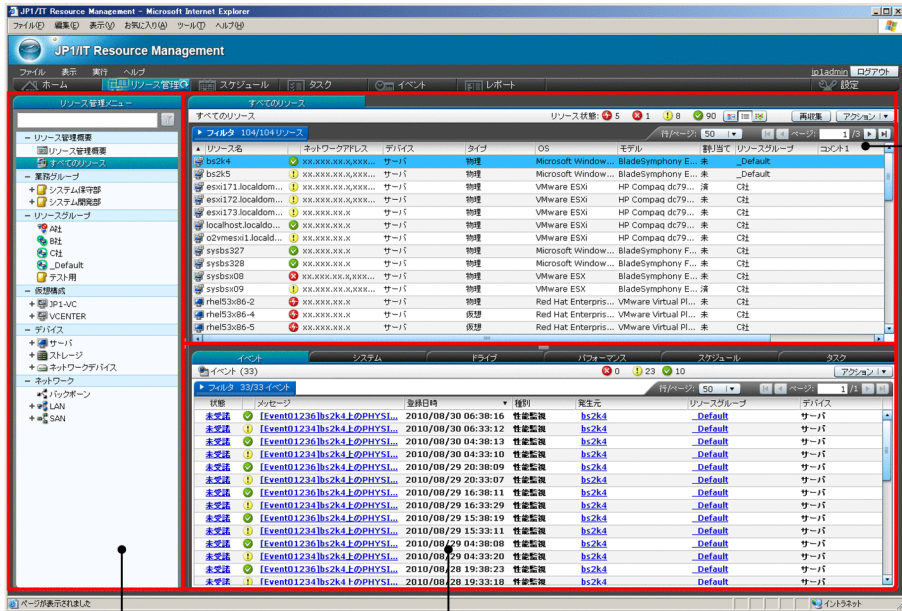 JP1/IT Resource Management - Microsoft Internet Explorer
ファイル(F) 編集(E) 表示(V) お気に入り(A) ツール(T) ヘルプ(H)
JP1/IT Resource Management
ファイル 表示 実行 ヘルプ jp1admin ログアウト
ホーム リソース管理 スケジュール タスク イベント レポート 設定
リソース管理メニュー
リソース管理概要
リソース管理概要
すべてのリソース
業務グループ
システム保守部
システム開発部
リソースグループ
A社
B社
C社
_Default
テスト用
仮想構成
JP1-VC
VCENTER
デバイス
サーバ
ストレージ
ネットワークデバイス
ネットワーク
バックボーン
LAN
SAN
すべてのリソース
すべてのリソース リソース状態: 5 1 8 90 再収集 アクション
フィルタ 104/104リソース 行/ページ: 50 ページ: 1 /3
リソース名 ネットワークアドレス デバイス タイプ OS モデル 割り当て リソースグループ コメント1
bs2k4 xx.xxx.xx.x,xxx... サーバ 物理 Microsoft Window... BladeSymphony E... 未 _Default
bs2k5 xx.xxx.xx.x,xxx... サーバ 物理 Microsoft Window... BladeSymphony E... 未 _Default
esxi171.localdom... xx.xxx.xx.x,xxx... サーバ 物理 VMware ESXi HP Compaq dc79... 済 C社
esxi172.localdom... xx.xxx.xx.x,xxx... サーバ 物理 VMware ESXi HP Compaq dc79... 未 C社
esxi173.localdom... xx.xxx.xx.x サーバ 物理 VMware ESXi HP Compaq dc79... 未 C社
localhost.localdo... xx.xxx.xx.x サーバ 物理 VMware ESXi HP Compaq dc79... 未 C社
o2vmesxi1.locald... xx.xxx.xx.x サーバ 物理 VMware ESXi HP Compaq dc79... 未 C社
sysbs327 xx.xxx.xx.x サーバ 物理 Microsoft Window... BladeSymphony F... 未 C社
sysbs328 xx.xxx.xx.x サーバ 物理 Microsoft Window... BladeSymphony F... 未 C社
sysbsx08 xx.xxx.xx.x,xxx... サーバ 物理 VMware ESX BladeSymphony E... 未 C社
sysbsx09 xx.xxx.xx.x,xxx... サーバ 物理 VMware ESX BladeSymphony E... 済 C社
rhel53x86-2 xx.xxx.xx.x サーバ 仮想 Red Hat Enterpris... VMware Virtual Pl... 未 C社
rhel53x86-4 xx.xxx.xx.x サーバ 仮想 Red Hat Enterpris... VMware Virtual Pl... 未 C社
rhel53x86-5 xx.xxx.xx.x サーバ 仮想 Red Hat Enterpris... VMware Virtual Pl... 未 C社
イベント システム ドライブ パフォーマンス スケジュール タスク
イベント (33) 0 23 10 アクション
フィルタ 33/33 イベント 行/ページ: 50 ページ: 1 /1
状態 メッセージ 登録日時 種別 発生元 リソースグループ デバイス
未受諾 [Event01236]bs2k4上のPHYSI... 2010/08/30 06:38:16 性能監視 bs2k4 _Default サーバ
未受諾 [Event01234]bs2k4上のPHYSI... 2010/08/30 06:33:12 性能監視 bs2k4 _Default サーバ
未受諾 [Event01236]bs2k4上のPHYSI... 2010/08/30 04:38:13 性能監視 bs2k4 _Default サーバ
未受諾 [Event01234]bs2k4上のPHYSI... 2010/08/30 04:33:10 性能監視 bs2k4 _Default サーバ
未受諾 [Event01236]bs2k4上のPHYSI... 2010/08/29 20:38:09 性能監視 bs2k4 _Default サーバ
未受諾 [Event01234]bs2k4上のPHYSI... 2010/08/29 20:33:07 性能監視 bs2k4 _Default サーバ
未受諾 [Event01236]bs2k4上のPHYSI... 2010/08/29 16:38:11 性能監視 bs2k4 _Default サーバ
未受諾 [Event01234]bs2k4上のPHYSI... 2010/08/29 16:33:29 性能監視 bs2k4 _Default サーバ
未受諾 [Event01236]bs2k4上のPHYSI... 2010/08/29 15:38:19 性能監視 bs2k4 _Default サーバ
未受諾 [Event01234]bs2k4上のPHYSI... 2010/08/29 15:33:11 性能監視 bs2k4 _Default サーバ
未受諾 [Event01236]bs2k4上のPHYSI... 2010/08/29 04:38:08 性能監視 bs2k4 _Default サーバ
未受諾 [Event01234]bs2k4上のPHYSI... 2010/08/29 04:33:20 性能監視 bs2k4 _Default サーバ
未受諾 [Event01236]bs2k4上のPHYSI... 2010/08/28 19:38:23 性能監視 bs2k4 _Default サーバ
未受諾 [Event01234]bs2k4上のPHYSI... 2010/08/28 19:33:18 性能監視 bs2k4 _Default サーバ
ページが表示されました イントラネット